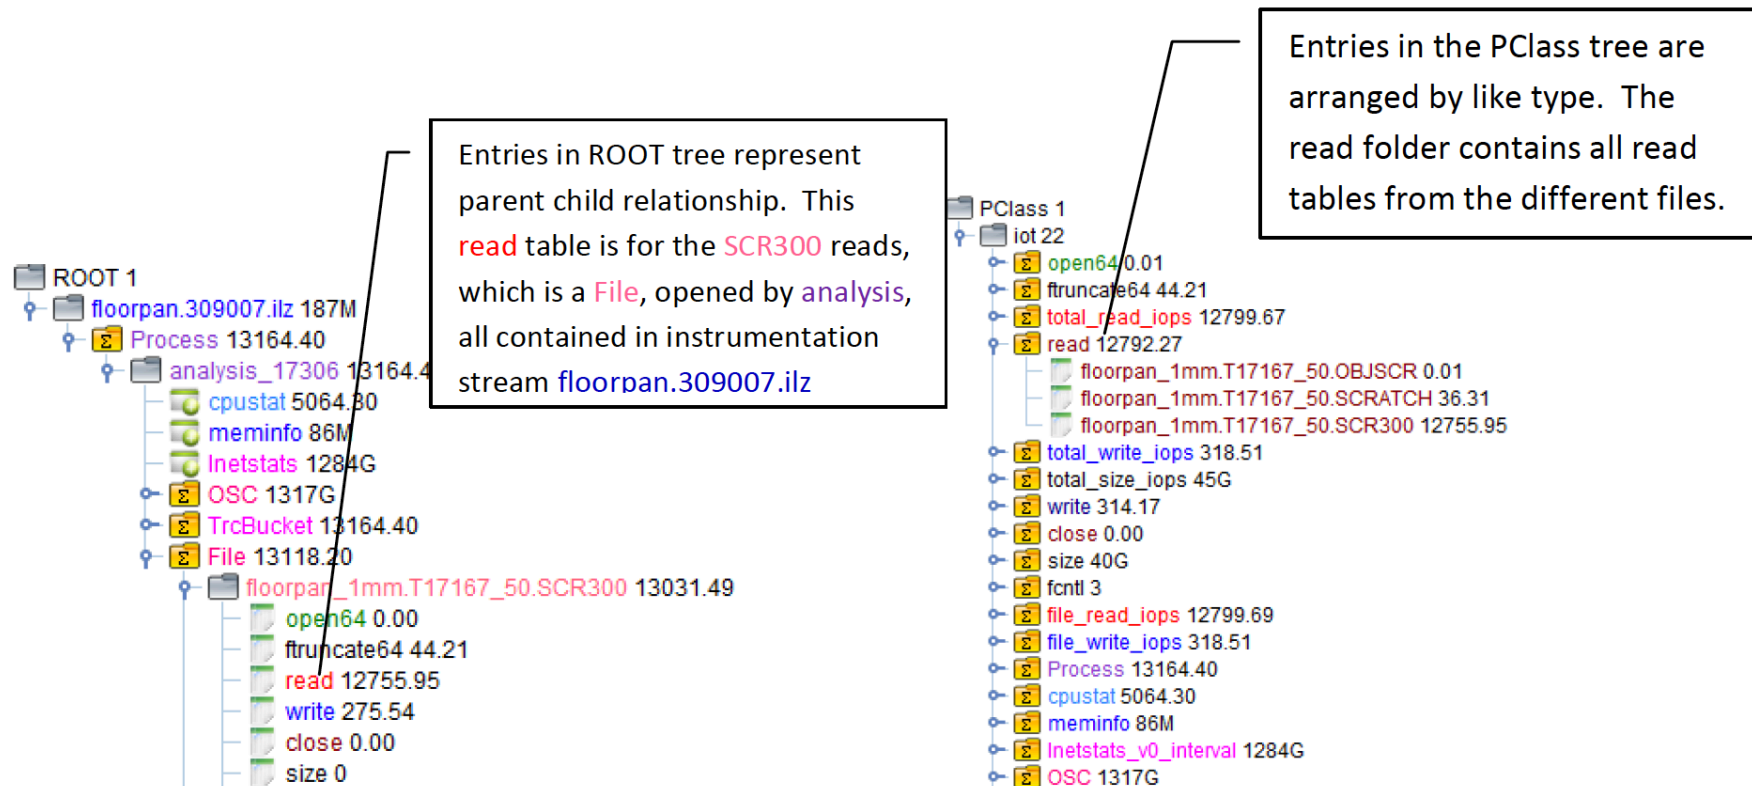 Entries in the PClass tree are
arranged by like type. The
read folder contains all read
tables from the different files.
Entries in ROOT tree represent
parent child relationship. This
read table is for the SCR300 reads,
which is a File, opened by analysis,
all contained in instrumentation
stream floorpan.309007.ilz
ROOT 1
floorpan.309007.ilz 187M
Process 13164.40
analysis_17306 13164.4
cpustat 5064.30
meminfo 86M
lnetstats 1284G
OSC 1317G
TrcBucket 13164.40
File 13118.20
floorpan_1mm.T17167_50.SCR300 13031.49
open64 0.00
ftruncate64 44.21
read 12755.95
write 275.54
close 0.00
size 0
PClass 1
iot 22
open64 0.01
ftruncate64 44.21
total_read_iops 12799.67
read 12792.27
floorpan_1mm.T17167_50.OBJSCR 0.01
floorpan_1mm.T17167_50.SCRATCH 36.31
floorpan_1mm.T17167_50.SCR300 12755.95
total_write_iops 318.51
total_size_iops 45G
write 314.17
close 0.00
size 40G
fcntl 3
file_read_iops 12799.69
file_write_iops 318.51
Process 13164.40
cpustat 5064.30
meminfo 86M
lnetstats_v0_interval 1284G
OSC 1317G